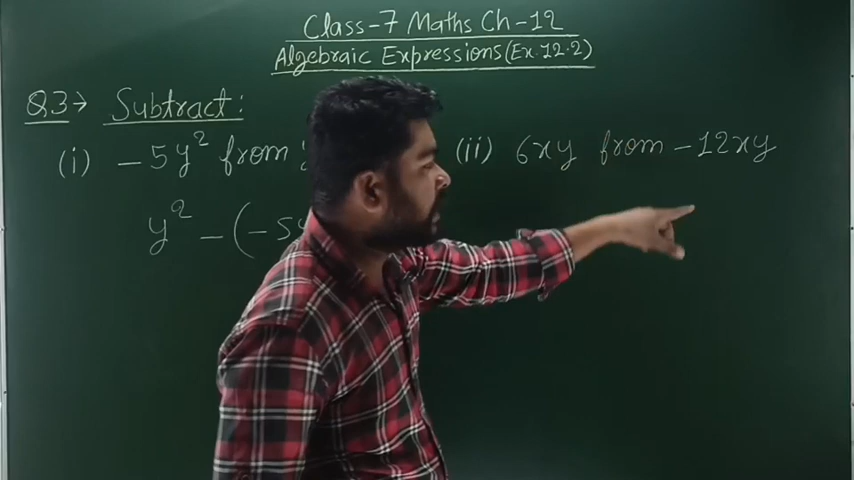 Class-7 Maths Ch-12
Algebraic Expressions (Ex.12.2)
Q3→ Subtract:
(i) -5y² from
(ii) 6xy from -12xy
y² - (-5